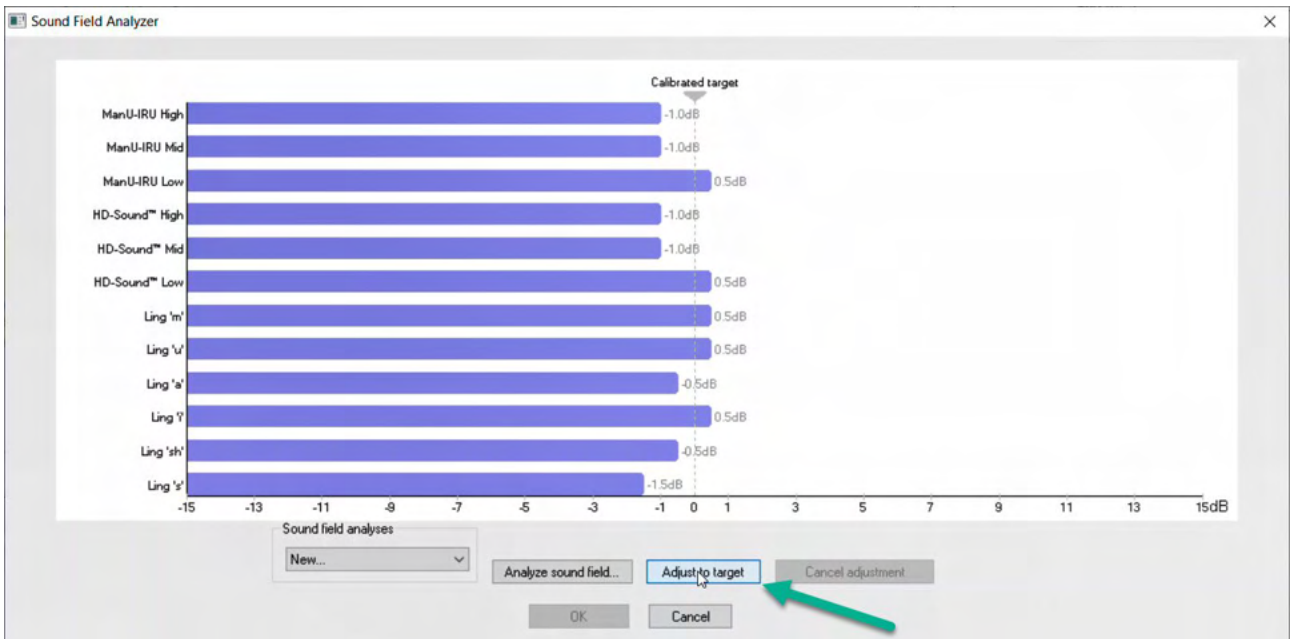 Sound Field Analyzer
Calibrated target
ManU-IRU High -1.0dB
ManU-IRU Mid -1.0dB
ManU-IRU Low 0.5dB
HD-Sound™ High -1.0dB
HD-Sound™ Mid -1.0dB
HD-Sound™ Low 0.5dB
Ling 'm' 0.5dB
Ling 'u' 0.5dB
Ling 'a' -0.5dB
Ling 'i' 0.5dB
Ling 'sh' -0.5dB
Ling 's' -1.5dB
-15 -13 -11 -9 -7 -5 -3 -1 0 1 3 5 7 9 11 13 15dB
Sound field analyses
New...
Analyze sound field... Adjust to target Cancel adjustment
OK Cancel